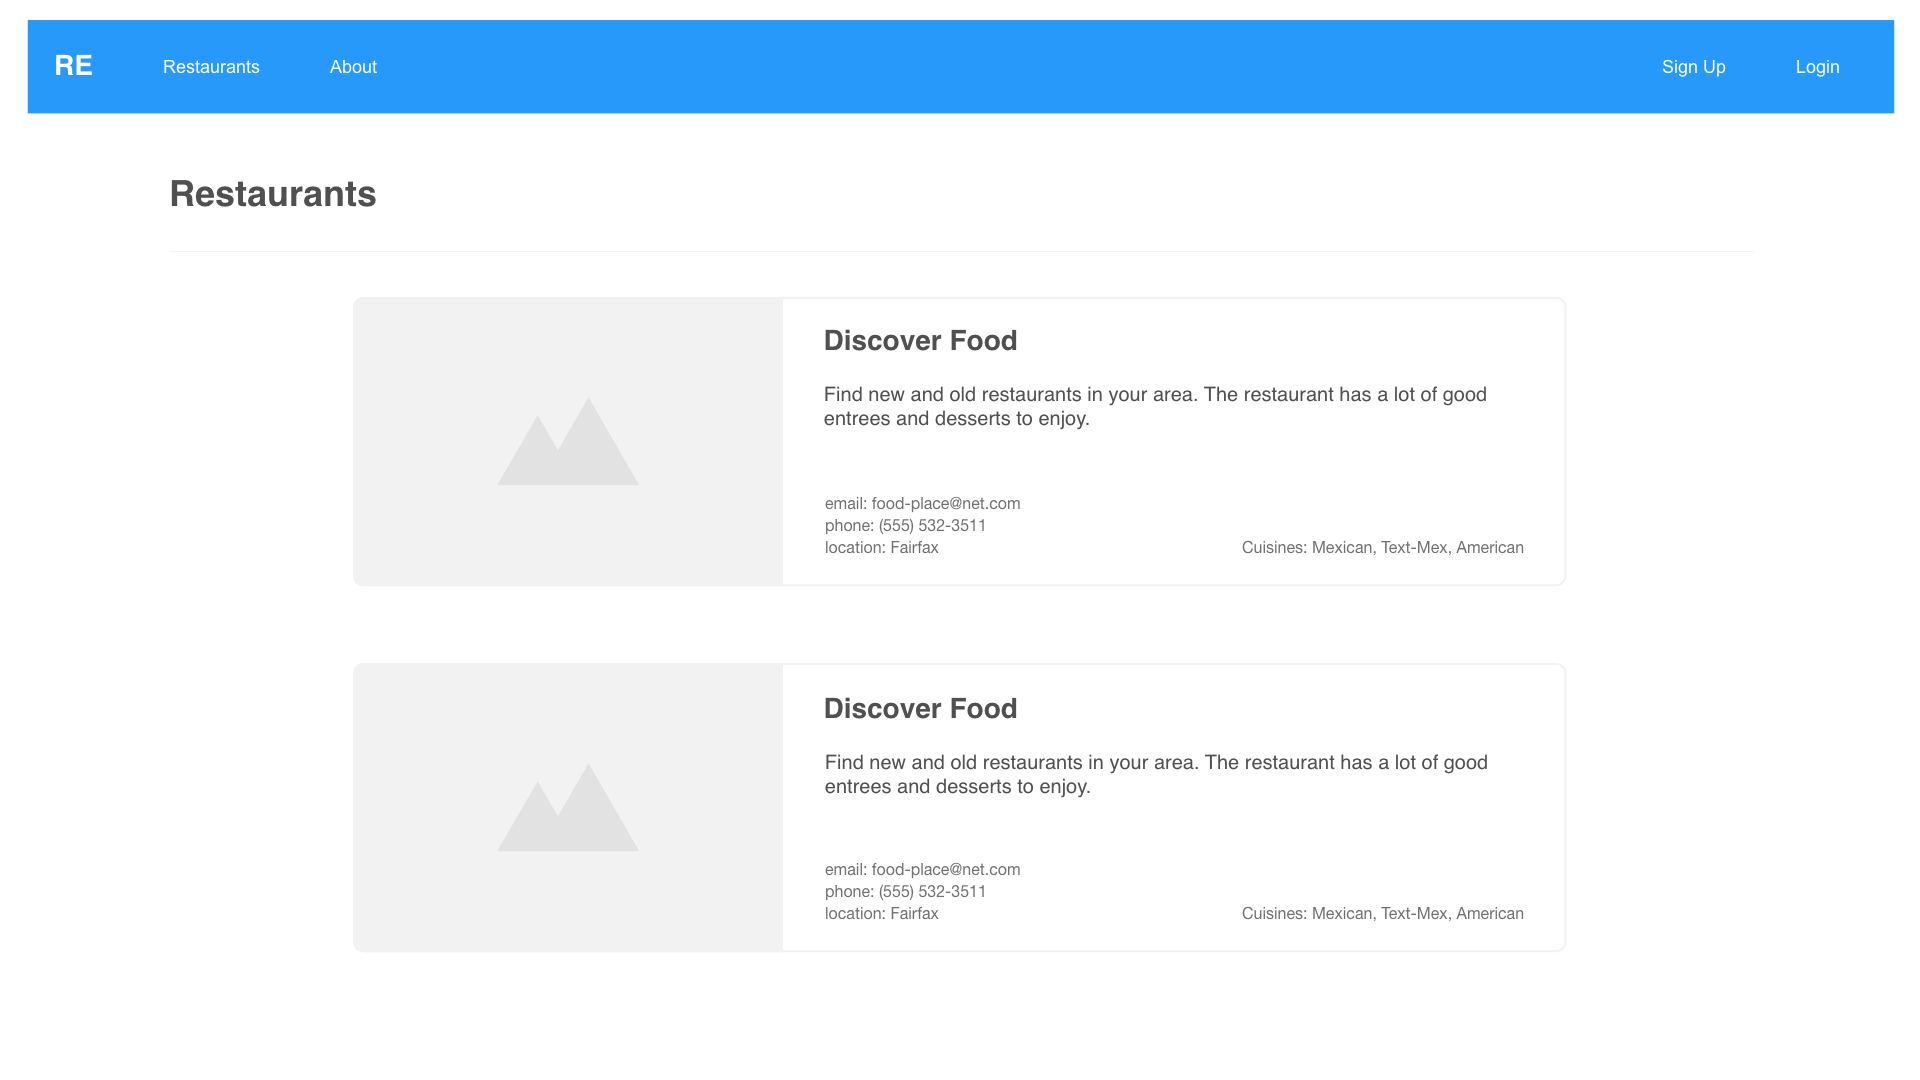 RE
Restaurants
About
Sign Up
Login
Restaurants
Discover Food
Find new and old restaurants in your area. The restaurant has a lot of good
entrees and desserts to enjoy.
email: food-place@net.com
phone: (555) 532-3511
location: Fairfax
Cuisines: Mexican, Text-Mex, American
Discover Food
Find new and old restaurants in your area. The restaurant has a lot of good
entrees and desserts to enjoy.
email: food-place@net.com
phone: (555) 532-3511
location: Fairfax
Cuisines: Mexican, Text-Mex, American